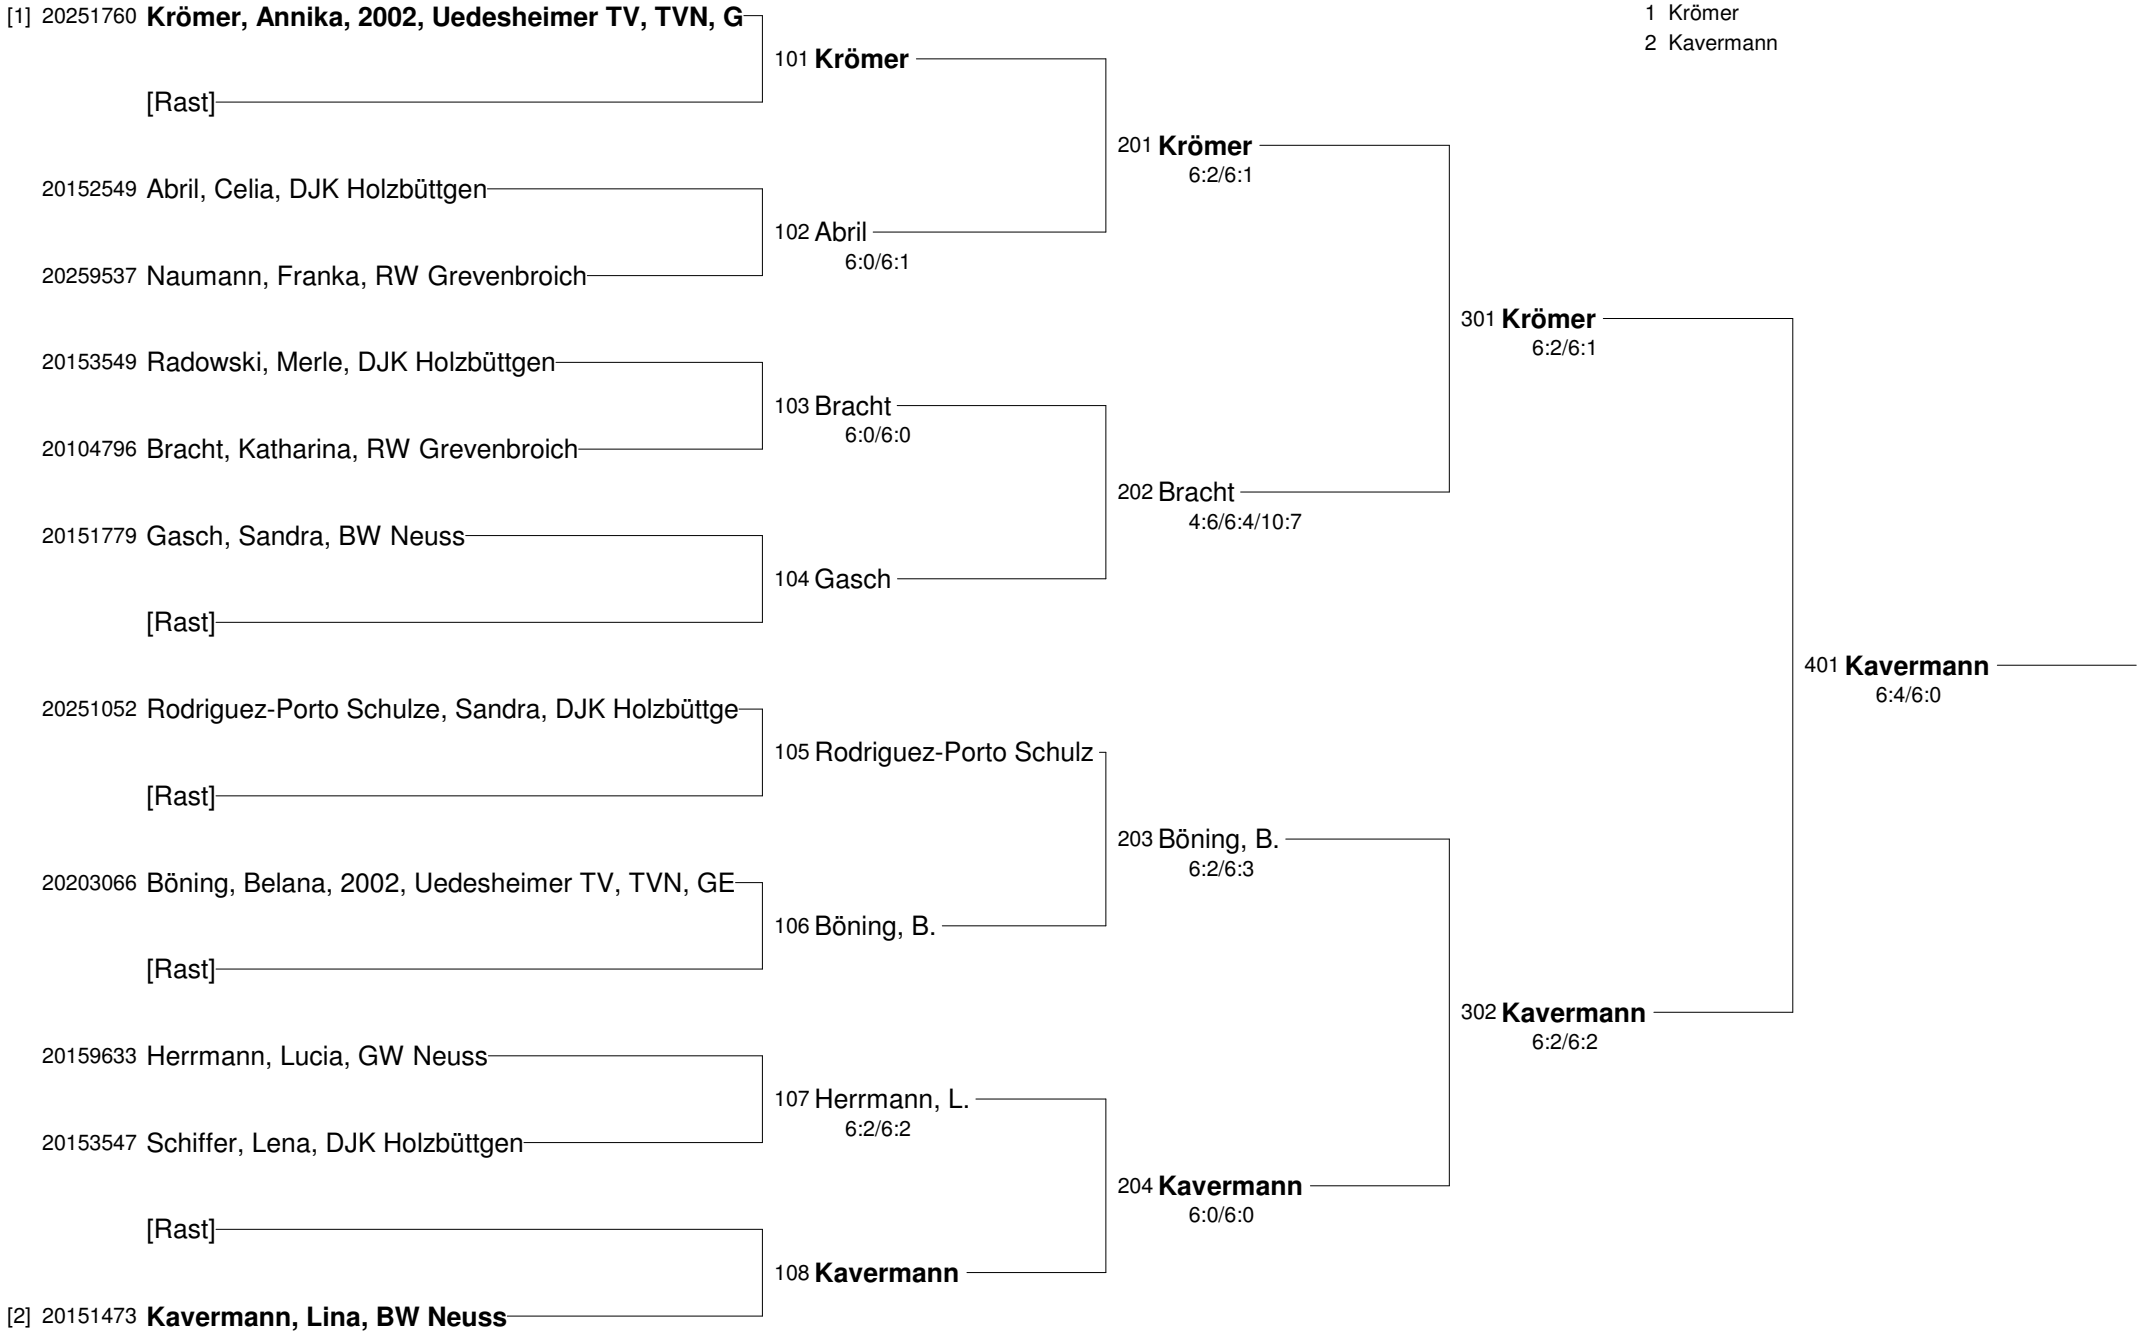 [1] 20251760 Krömer, Annika, 2002, Uedesheimer TV, TVN, G
[Rast]
20152549 Abril, Celia, DJK Holzbüttgen
20259537 Naumann, Franka, RW Grevenbroich
20153549 Radowski, Merle, DJK Holzbüttgen
20104796 Bracht, Katharina, RW Grevenbroich
20151779 Gasch, Sandra, BW Neuss
[Rast]
20251052 Rodriguez-Porto Schulze, Sandra, DJK Holzbüttge
[Rast]
20203066 Böning, Belana, 2002, Uedesheimer TV, TVN, GE
[Rast]
20159633 Herrmann, Lucia, GW Neuss
20153547 Schiffer, Lena, DJK Holzbüttgen
[Rast]
[2] 20151473 Kavermann, Lina, BW Neuss
101 Krömer
102 Abril
6:0/6:1
103 Bracht
6:0/6:0
104 Gasch
105 Rodriguez-Porto Schulz
106 Böning, B.
107 Herrmann, L.
6:2/6:2
108 Kavermann
201 Krömer
6:2/6:1
202 Bracht
4:6/6:4/10:7
203 Böning, B.
6:2/6:3
204 Kavermann
6:0/6:0
301 Krömer
6:2/6:1
302 Kavermann
6:2/6:2
401 Kavermann
6:4/6:0
1 Krömer
2 Kavermann